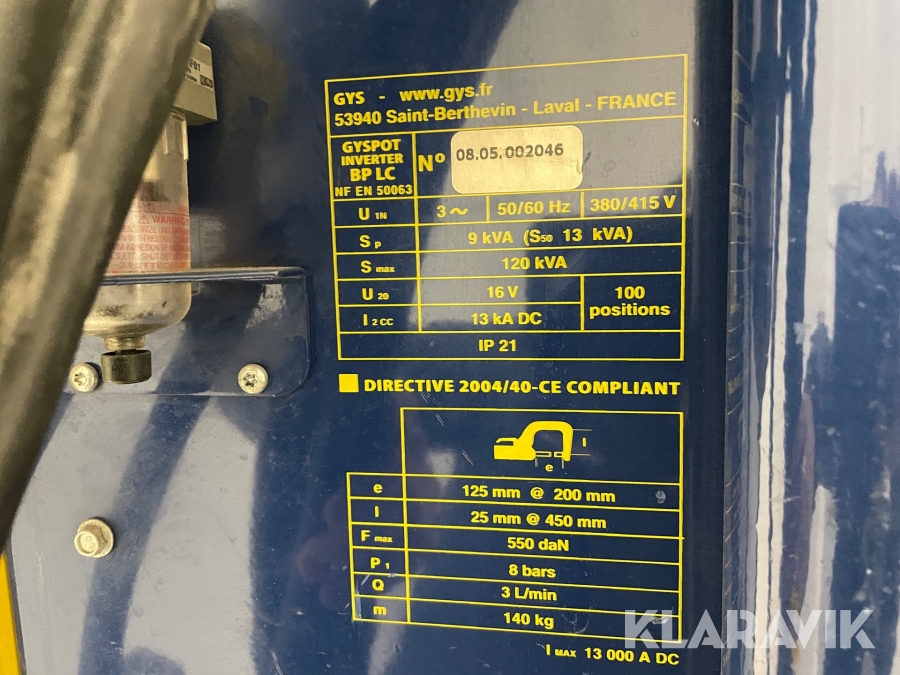 GYS - www.gys.fr
53940 Saint-Berthevin - Laval - FRANCE
GYSPOT
INVERTER
BP LC
NF EN 50063
N° 08.05.002046
U 1N 3~ 50/60 Hz 380/415 V
S p 9 kVA (S50 13 kVA)
S max 120 kVA
U 20 16 V
I 2 CC 13 kA DC
100
positions
IP 21
DIRECTIVE 2004/40-CE COMPLIANT
l
e
e 125 mm @ 200 mm
l 25 mm @ 450 mm
F max 550 daN
P 1 8 bars
Q 3 L/min
m 140 kg
I MAX 13 000 A DC
WARNING
KLARAVIK